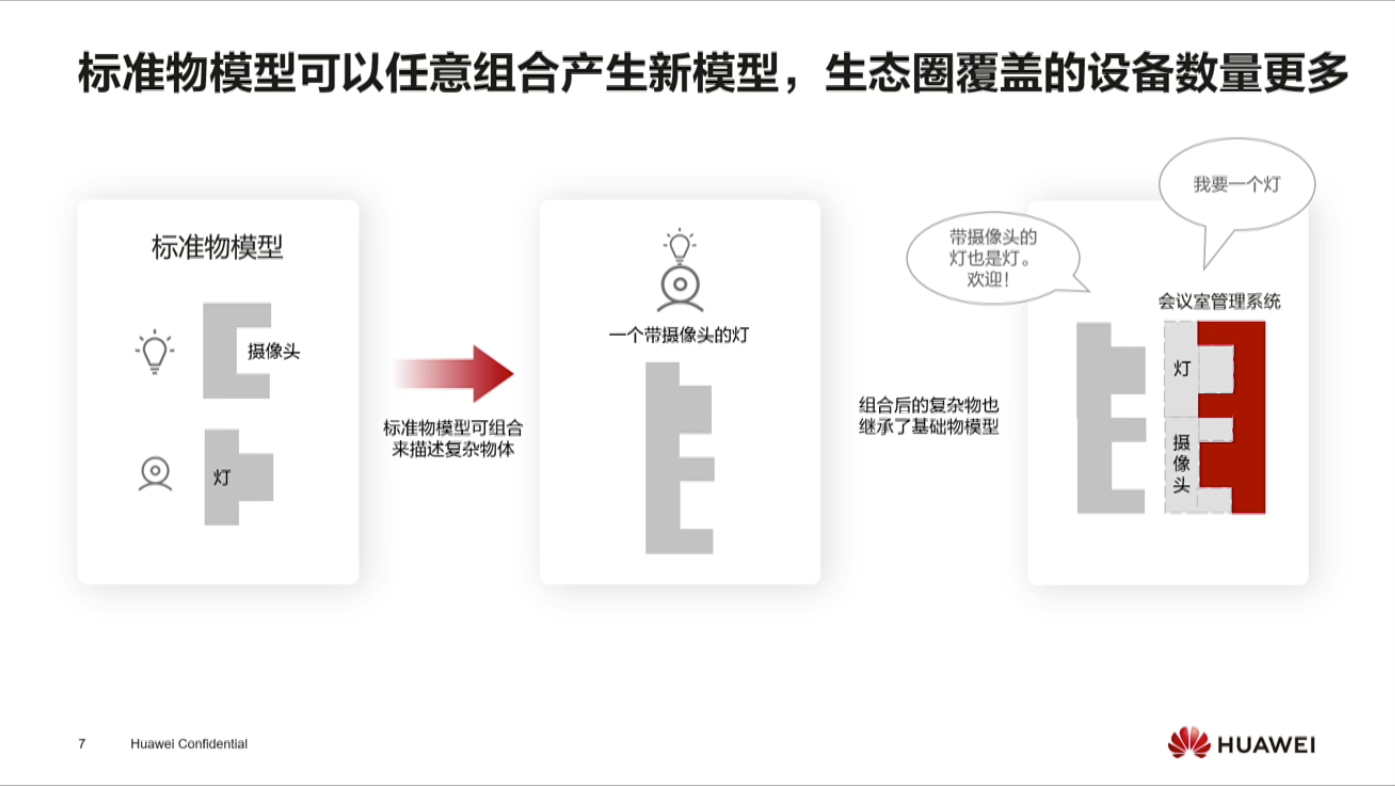 标准物模型可以任意组合产生新模型，生态圈覆盖的设备数量更多
标准物模型
摄像头
灯
标准物模型可组合
来描述复杂物体
一个带摄像头的灯
组合后的复杂物也
继承了基础物模型
带摄像头的
灯也是灯。
欢迎！
我要一个灯
会议室管理系统
灯
摄
像
头
7
Huawei Confidential
HUAWEI